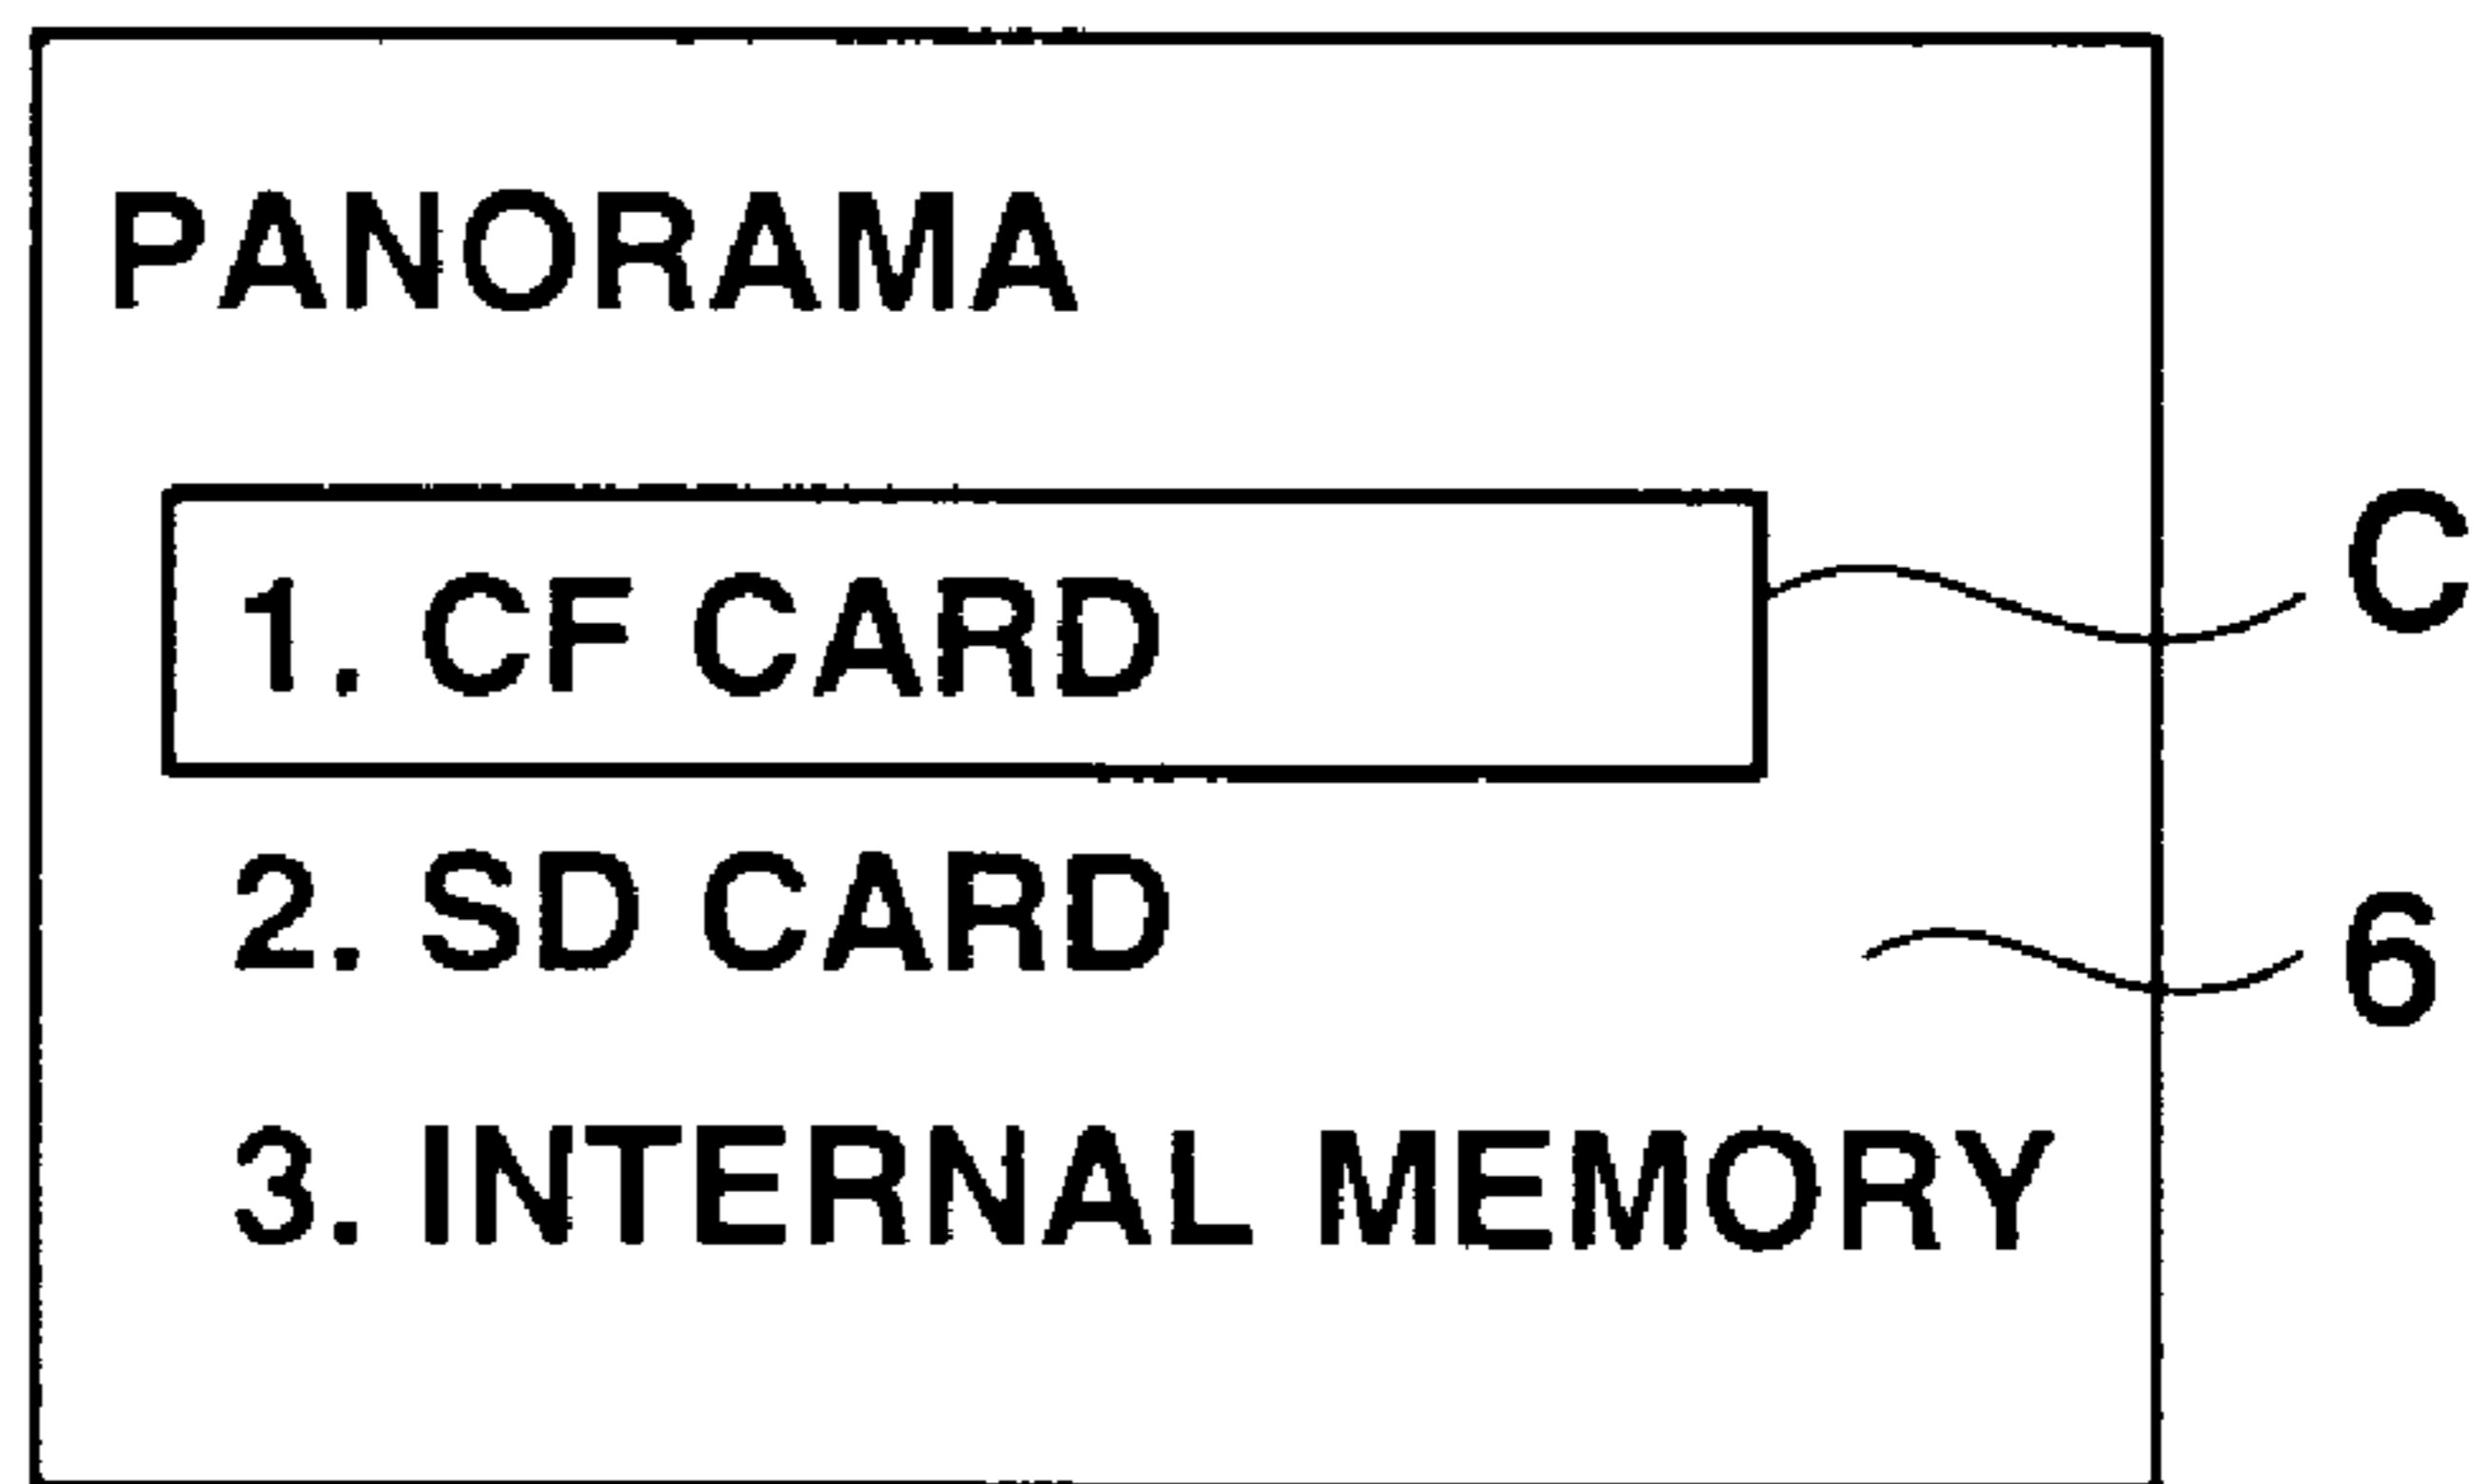 PANORAMA
1. CF CARD
C
2. SD CARD
6
3. INTERNAL MEMORY